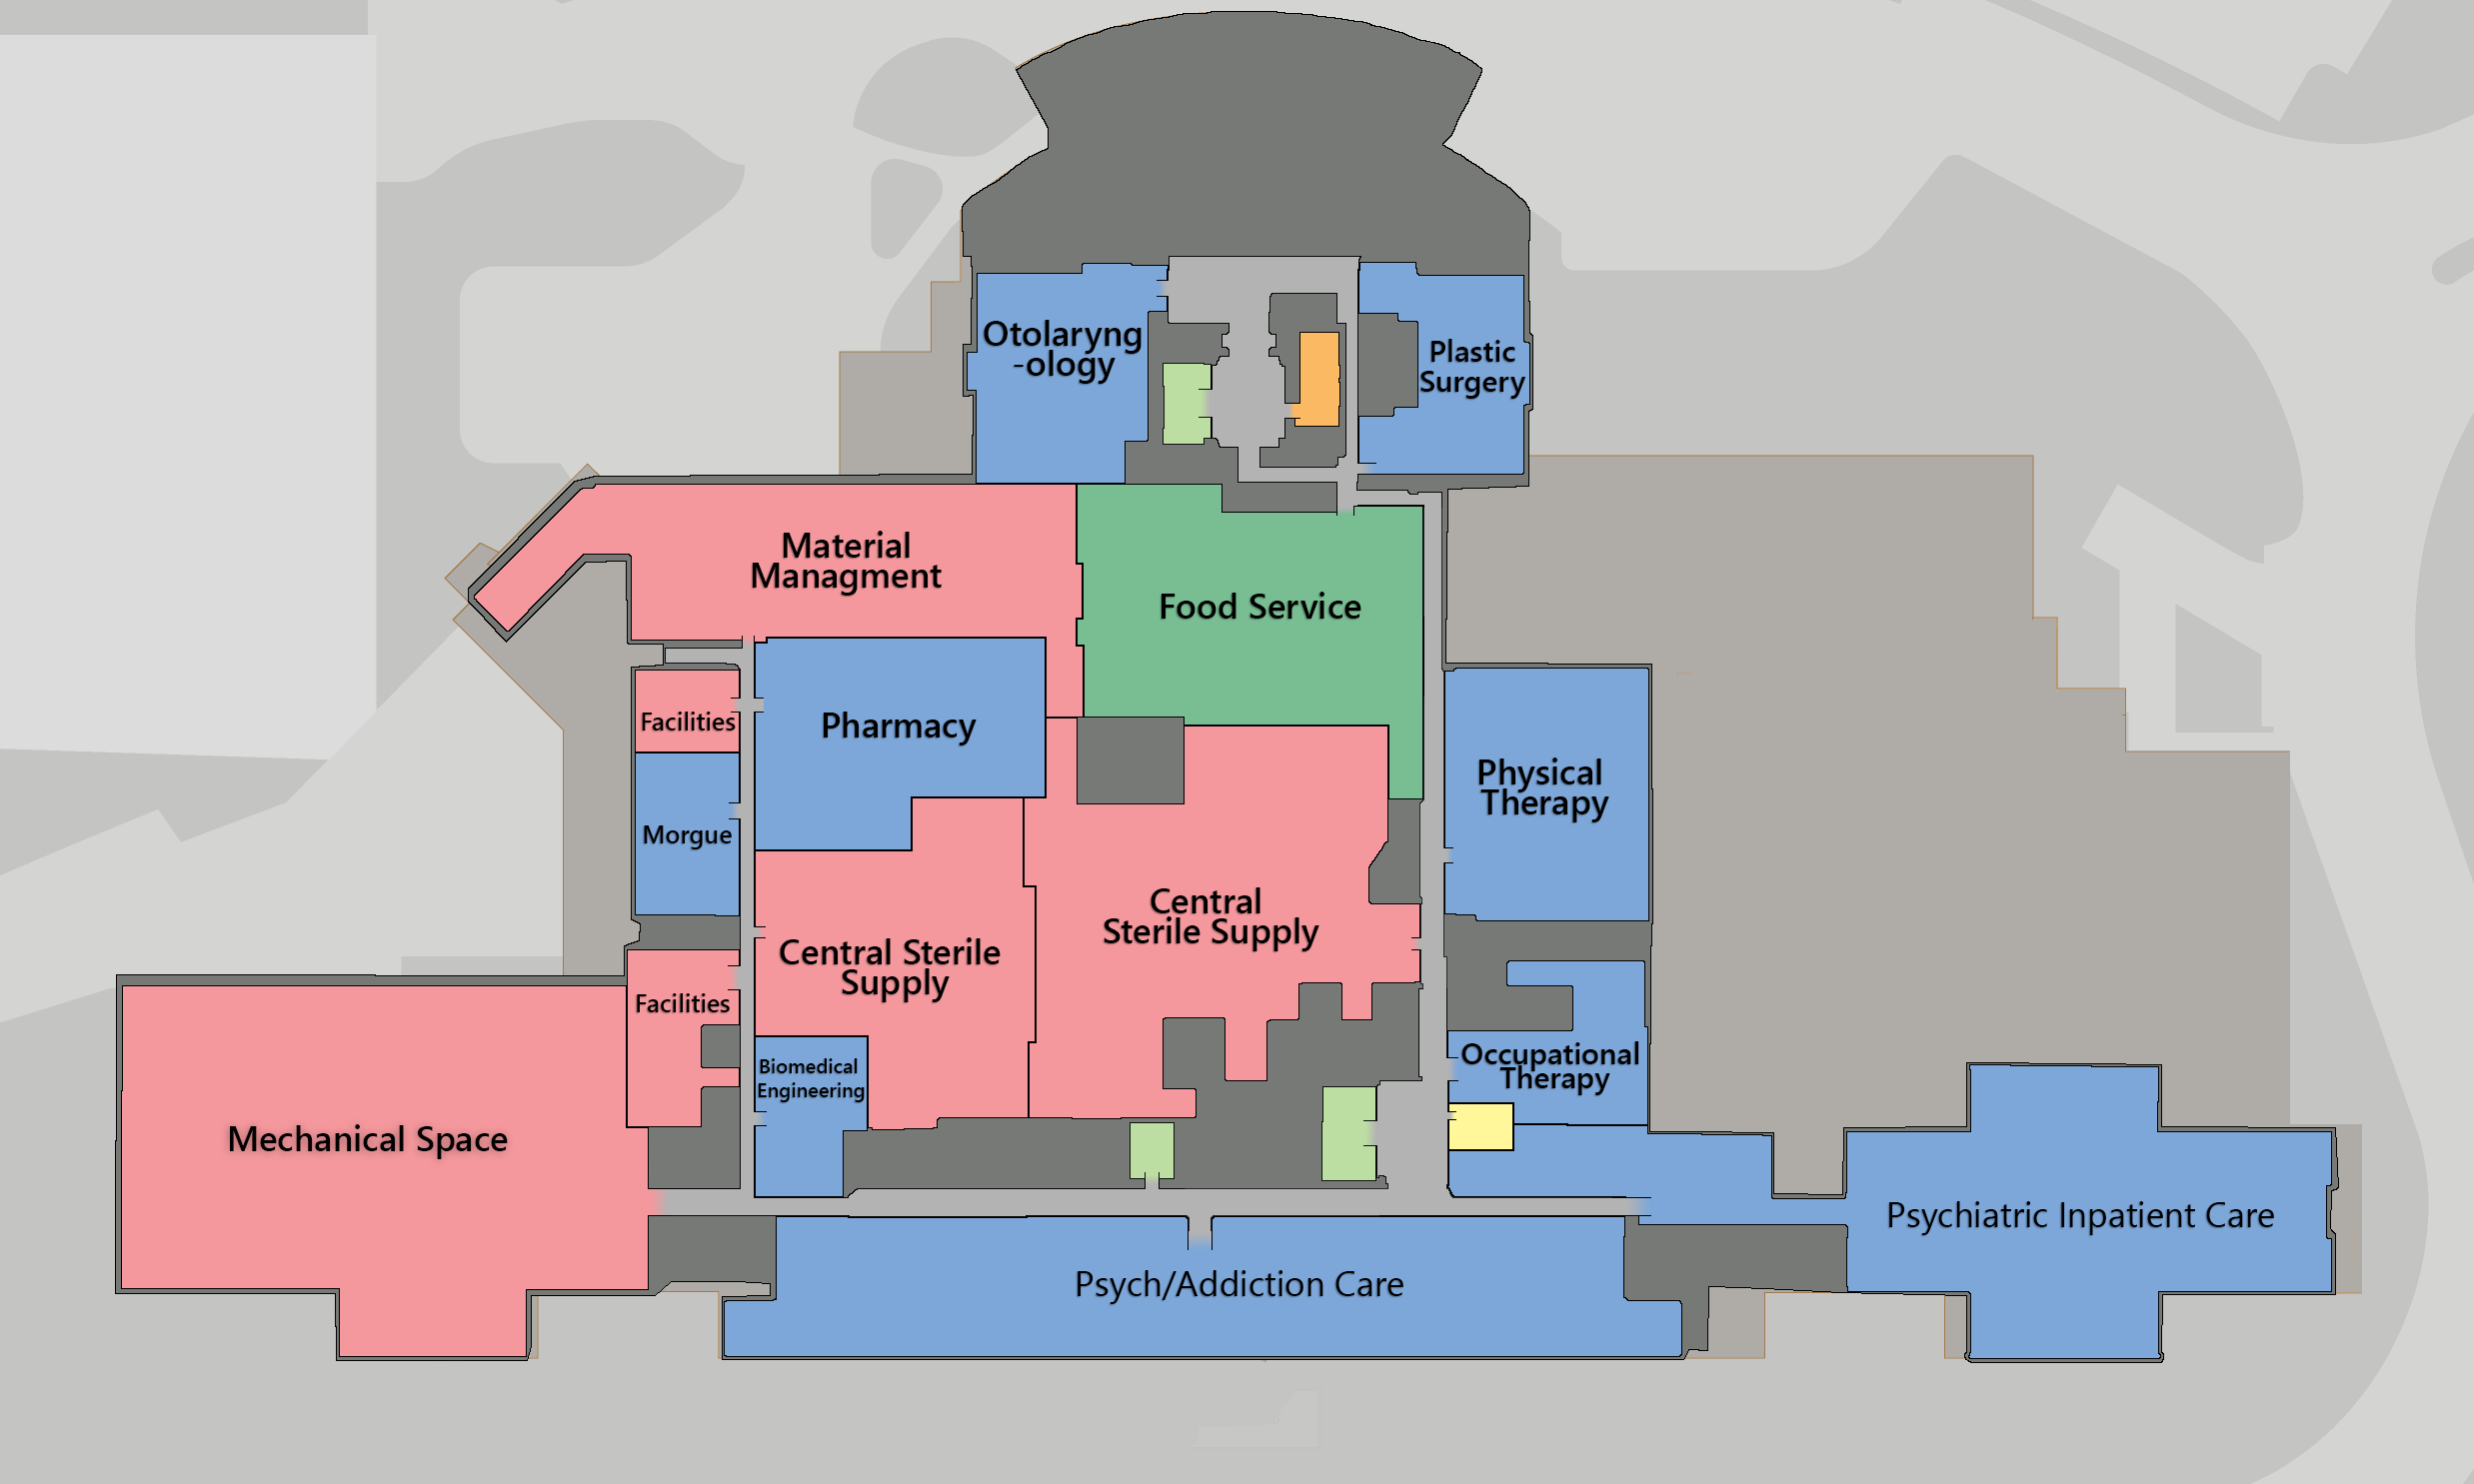 Otolaryng
-ology
Plastic
Surgery
Material
Managment
Food Service
Facilities
Pharmacy
Physical
Therapy
Morgue
Central
Sterile Supply
Central Sterile
Supply
Facilities
Biomedical
Engineering
Occupational
Therapy
Mechanical Space
Psychiatric Inpatient Care
Psych/Addiction Care